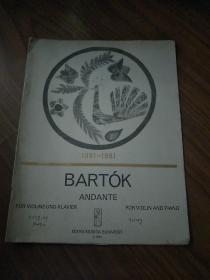 1881-1981
BARTÓK
ANDANTE
FÜR VIOLINE UND KLAVIER
FOR VIOLIN AND PIANO
EDITIO MUSICA BUDAPEST